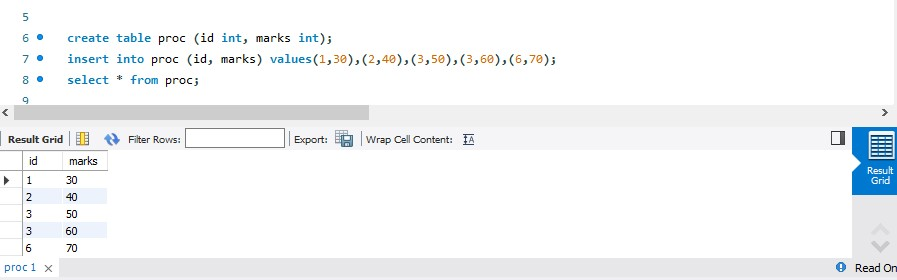 5
6 create table proc (id int, marks int);
7 insert into proc (id, marks) values(1,30),(2,40),(3,50),(3,60),(6,70);
8 select * from proc;
9
Result Grid Filter Rows: Export: Wrap Cell Content: IA
id marks
1 30
2 40
3 50
3 60
6 70
Result
Grid
proc 1 × Read On